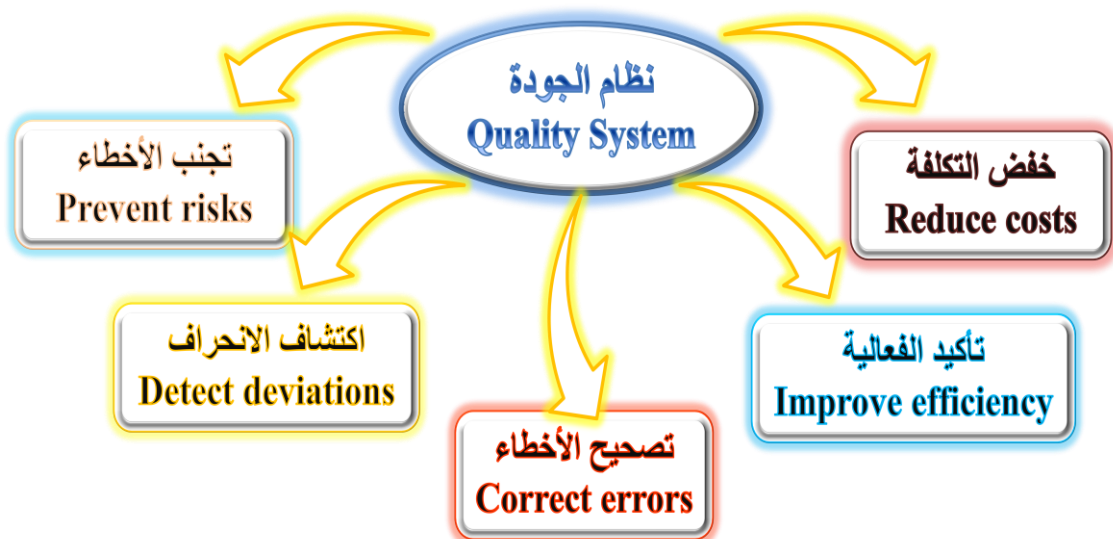 نظام الجودة
Quality System
تجنب الأخطاء
Prevent risks
خفض التكلفة
Reduce costs
اكتشاف الانحراف
Detect deviations
تأكيد الفعالية
Improve efficiency
تصحيح الأخطاء
Correct errors